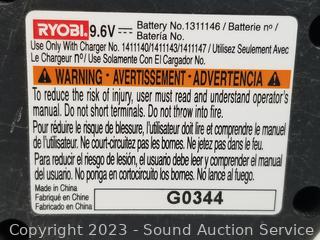 RYOBI. 9.6V ⎓ Battery No.1311146 / Batterie nº /
Batería No.
Use Only With Charger No. 1411140/1411143/1411147 / Utilisez Seulement Avec
Le Chargeur nº / Use Solamente Con El Cargador No.
WARNING • AVERTISSEMENT • ADVERTENCIA
To reduce the risk of injury, user must read and understand operator's
manual. Do not short terminals. Do not throw into fire.
Pour réduire le risque de blessure, l'utilisateur doit lire et comprendre le manuel
de l'utilisateur. Ne court-circuitez pas les bornes. Ne jetez pas dans un feu.
Para reducir el riesgo de lesión, el usuario debe leer y comprender el manual
del usuario. No ponga en cortocircuito los bornes. No lance al fuego.
Made in China
Fabriqué en Chine
Fabricado en China
G0344
Copyright 2023 - Sound Auction Service